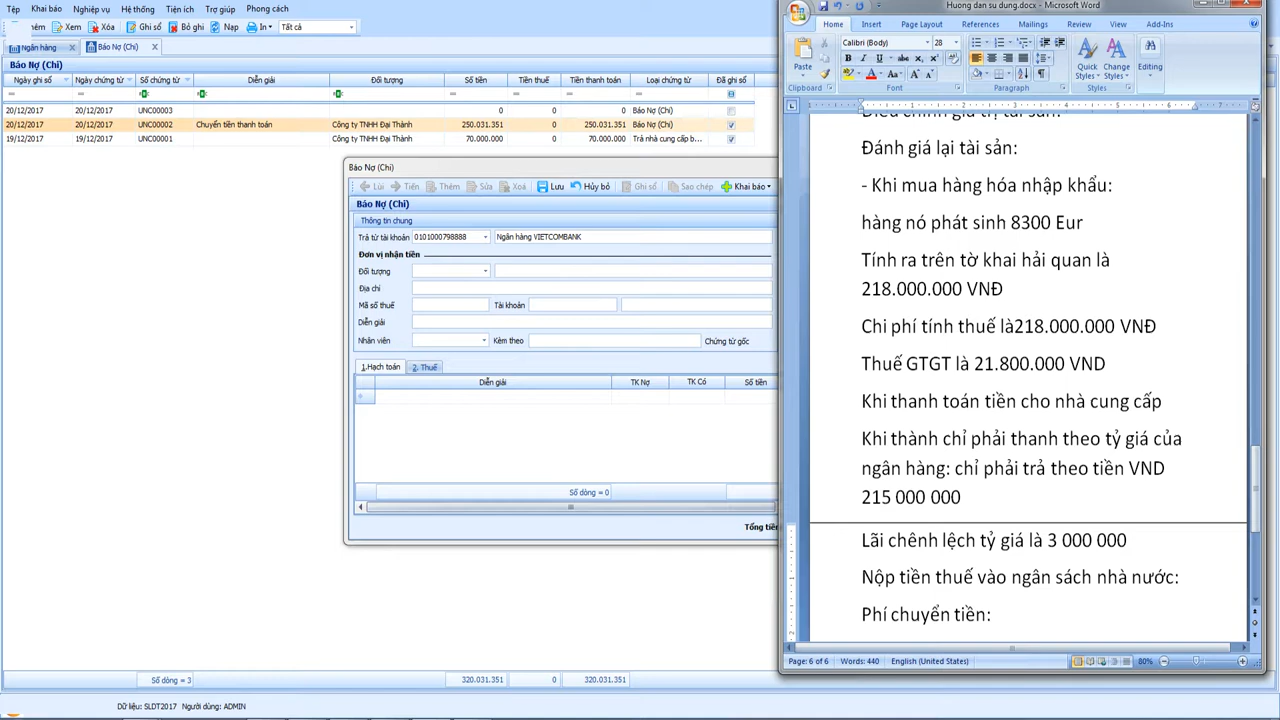 Tệp Khai báo Nghiệp vụ Hệ thống Tiện ích Trợ giúp Phong cách
hêm Xem Xóa Ghi sổ Bỏ ghi Nạp In Tất cả
Ngân hàng Báo Nợ (Chi)
Báo Nợ (Chi)
Ngày ghi sổ Ngày chứng từ Số chứng từ Diễn giải Đối tượng Số tiền Tiền thuế Tiền thanh toán Loại chứng từ Đã ghi sổ
20/12/2017 20/12/2017 UNC00003 0 0 0 Báo Nợ (Chi)
20/12/2017 20/12/2017 UNC00002 Chuyển tiền thanh toán Công ty TNHH Đại Thành 250.031.351 0 250.031.351 Báo Nợ (Chi)
19/12/2017 19/12/2017 UNC00001 Công ty TNHH Đại Thành 70.000.000 0 70.000.000 Trả nhà cung cấp b...
Báo Nợ (Chi)
Lùi Tiến Thêm Sửa Xoá Lưu Hủy bỏ Ghi sổ Sao chép Khai báo
Báo Nợ (Chi)
Thông tin chung
Trả từ tài khoản 0101000798888 Ngân hàng VIETCOMBANK
Đơn vị nhận tiền
Đối tượng
Địa chỉ
Mã số thuế Tài khoản
Diễn giải
Nhân viên Kèm theo Chứng từ gốc
1.Hạch toán 2. Thuế
Diễn giải TK Nợ TK Có Số tiền
Số dòng = 0
Tổng tiền
Số dòng = 3 320.031.351 0 320.031.351
Dữ liệu: SLDT2017 Người dùng: ADMIN
Huong dan su dung.docx - Microsoft Word
Home Insert Page Layout References Mailings Review View Add-Ins
Calibri (Body) 28
Paste
Quick Styles
Change Styles
Editing
Clipboard Font Paragraph Styles
Điều chỉnh giá trị tài sản:
Đánh giá lại tài sản:
- Khi mua hàng hóa nhập khẩu:
hàng nó phát sinh 8300 Eur
Tính ra trên tờ khai hải quan là
218.000.000 VNĐ
Chi phí tính thuế là218.000.000 VNĐ
Thuế GTGT là 21.800.000 VND
Khi thanh toán tiền cho nhà cung cấp
Khi thành chỉ phải thanh theo tỷ giá của
ngân hàng: chỉ phải trả theo tiền VND
215 000 000
Lãi chênh lệch tỷ giá là 3 000 000
Nộp tiền thuế vào ngân sách nhà nước:
Phí chuyển tiền:
Page: 6 of 6 Words: 440 English (United States) 80%